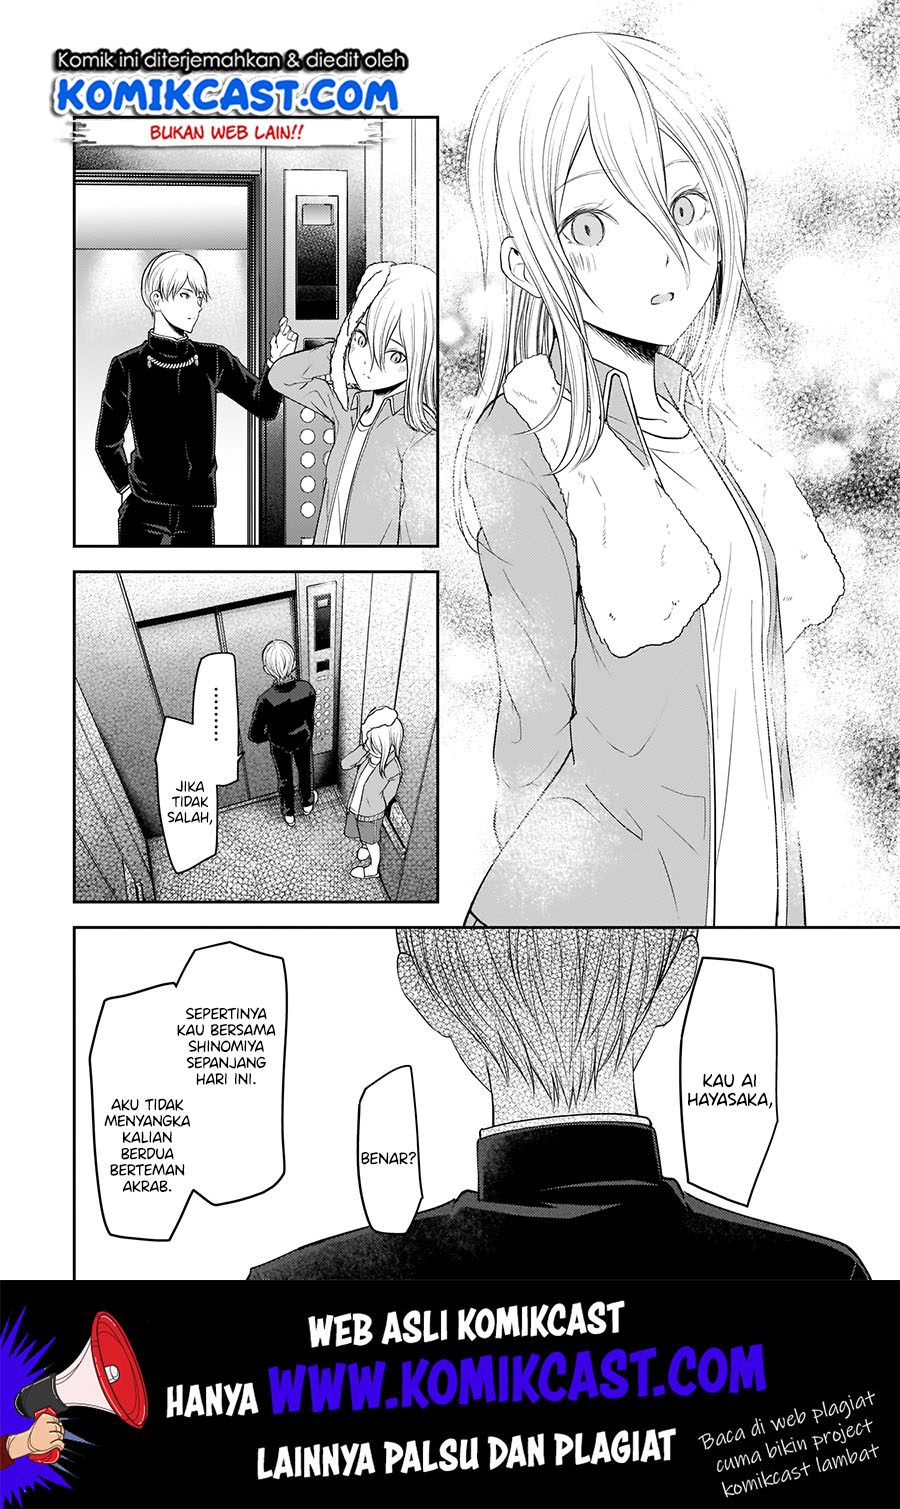 Komik ini diterjemahkan & diedit oleh
KOMIKCAST.COM
BUKAN WEB LAIN!!
..........
JIKA
TIDAK
SALAH,
KAU AI
HAYASAKA,
BENAR?
SEPERTINYA
KAU BERSAMA
SHINOMIYA
SEPANJANG
HARI INI.
AKU TIDAK
MENYANGKA
KALIAN
BERDUA
BERTEMAN
AKRAB.
WEB ASLI KOMIKCAST
HANYA WWW.KOMIKCAST.COM
LAINNYA PALSU DAN PLAGIAT
Baca di web plagiat
cuma bikin project
komikcast lambat